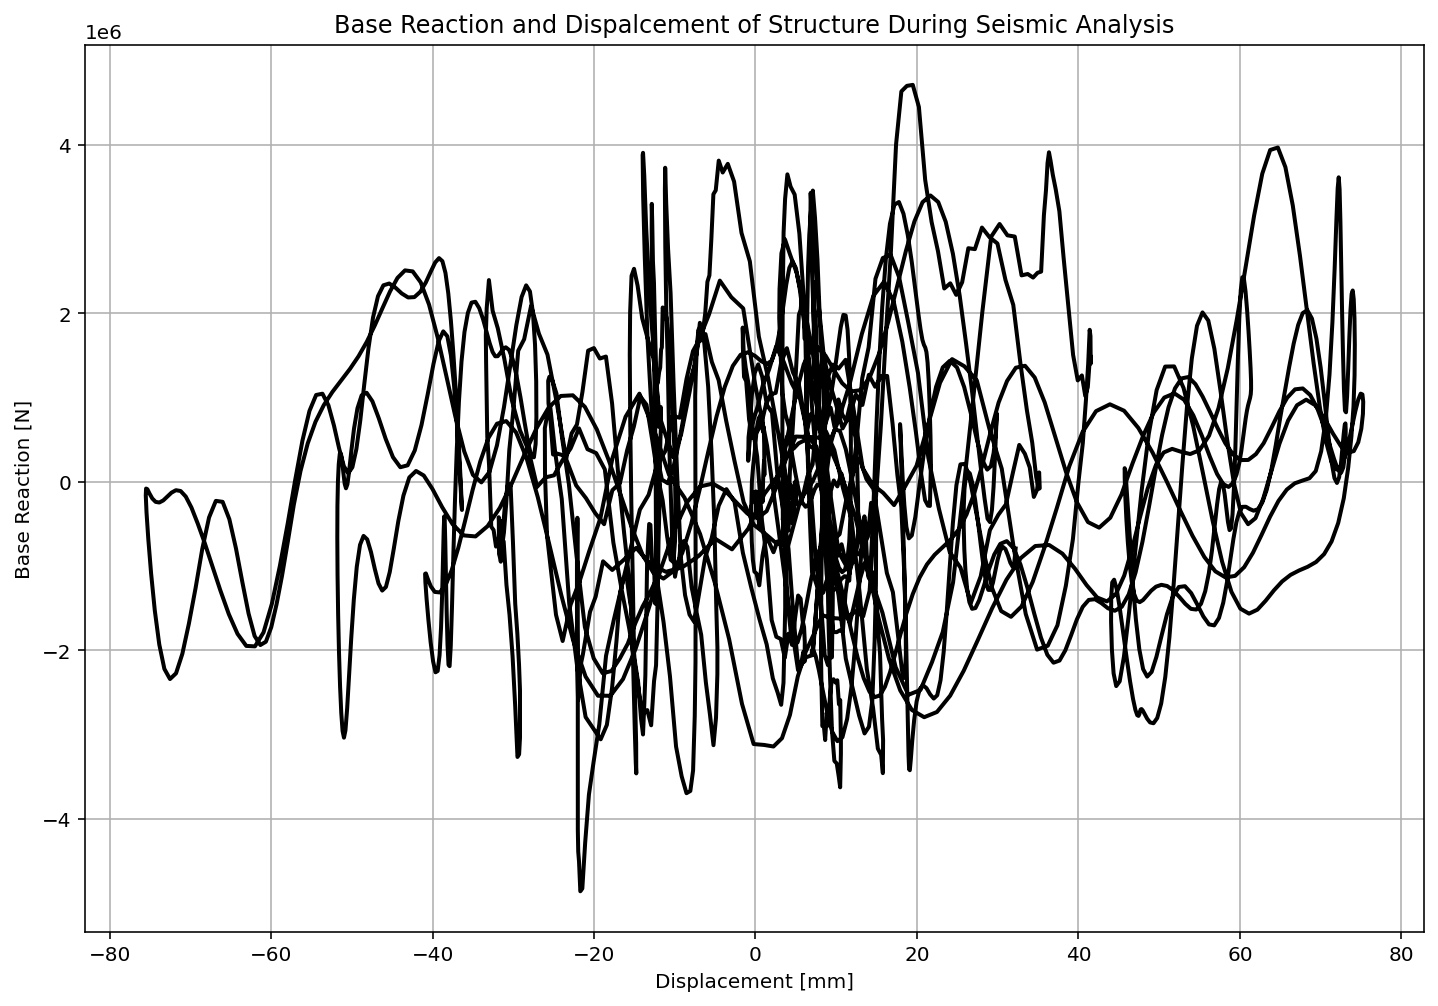 Base Reaction and Dispalcement of Structure During Seismic Analysis
1e6
4
2
0
−2
−4
Base Reaction [N]
−80 −60 −40 −20 0 20 40 60 80
Displacement [mm]